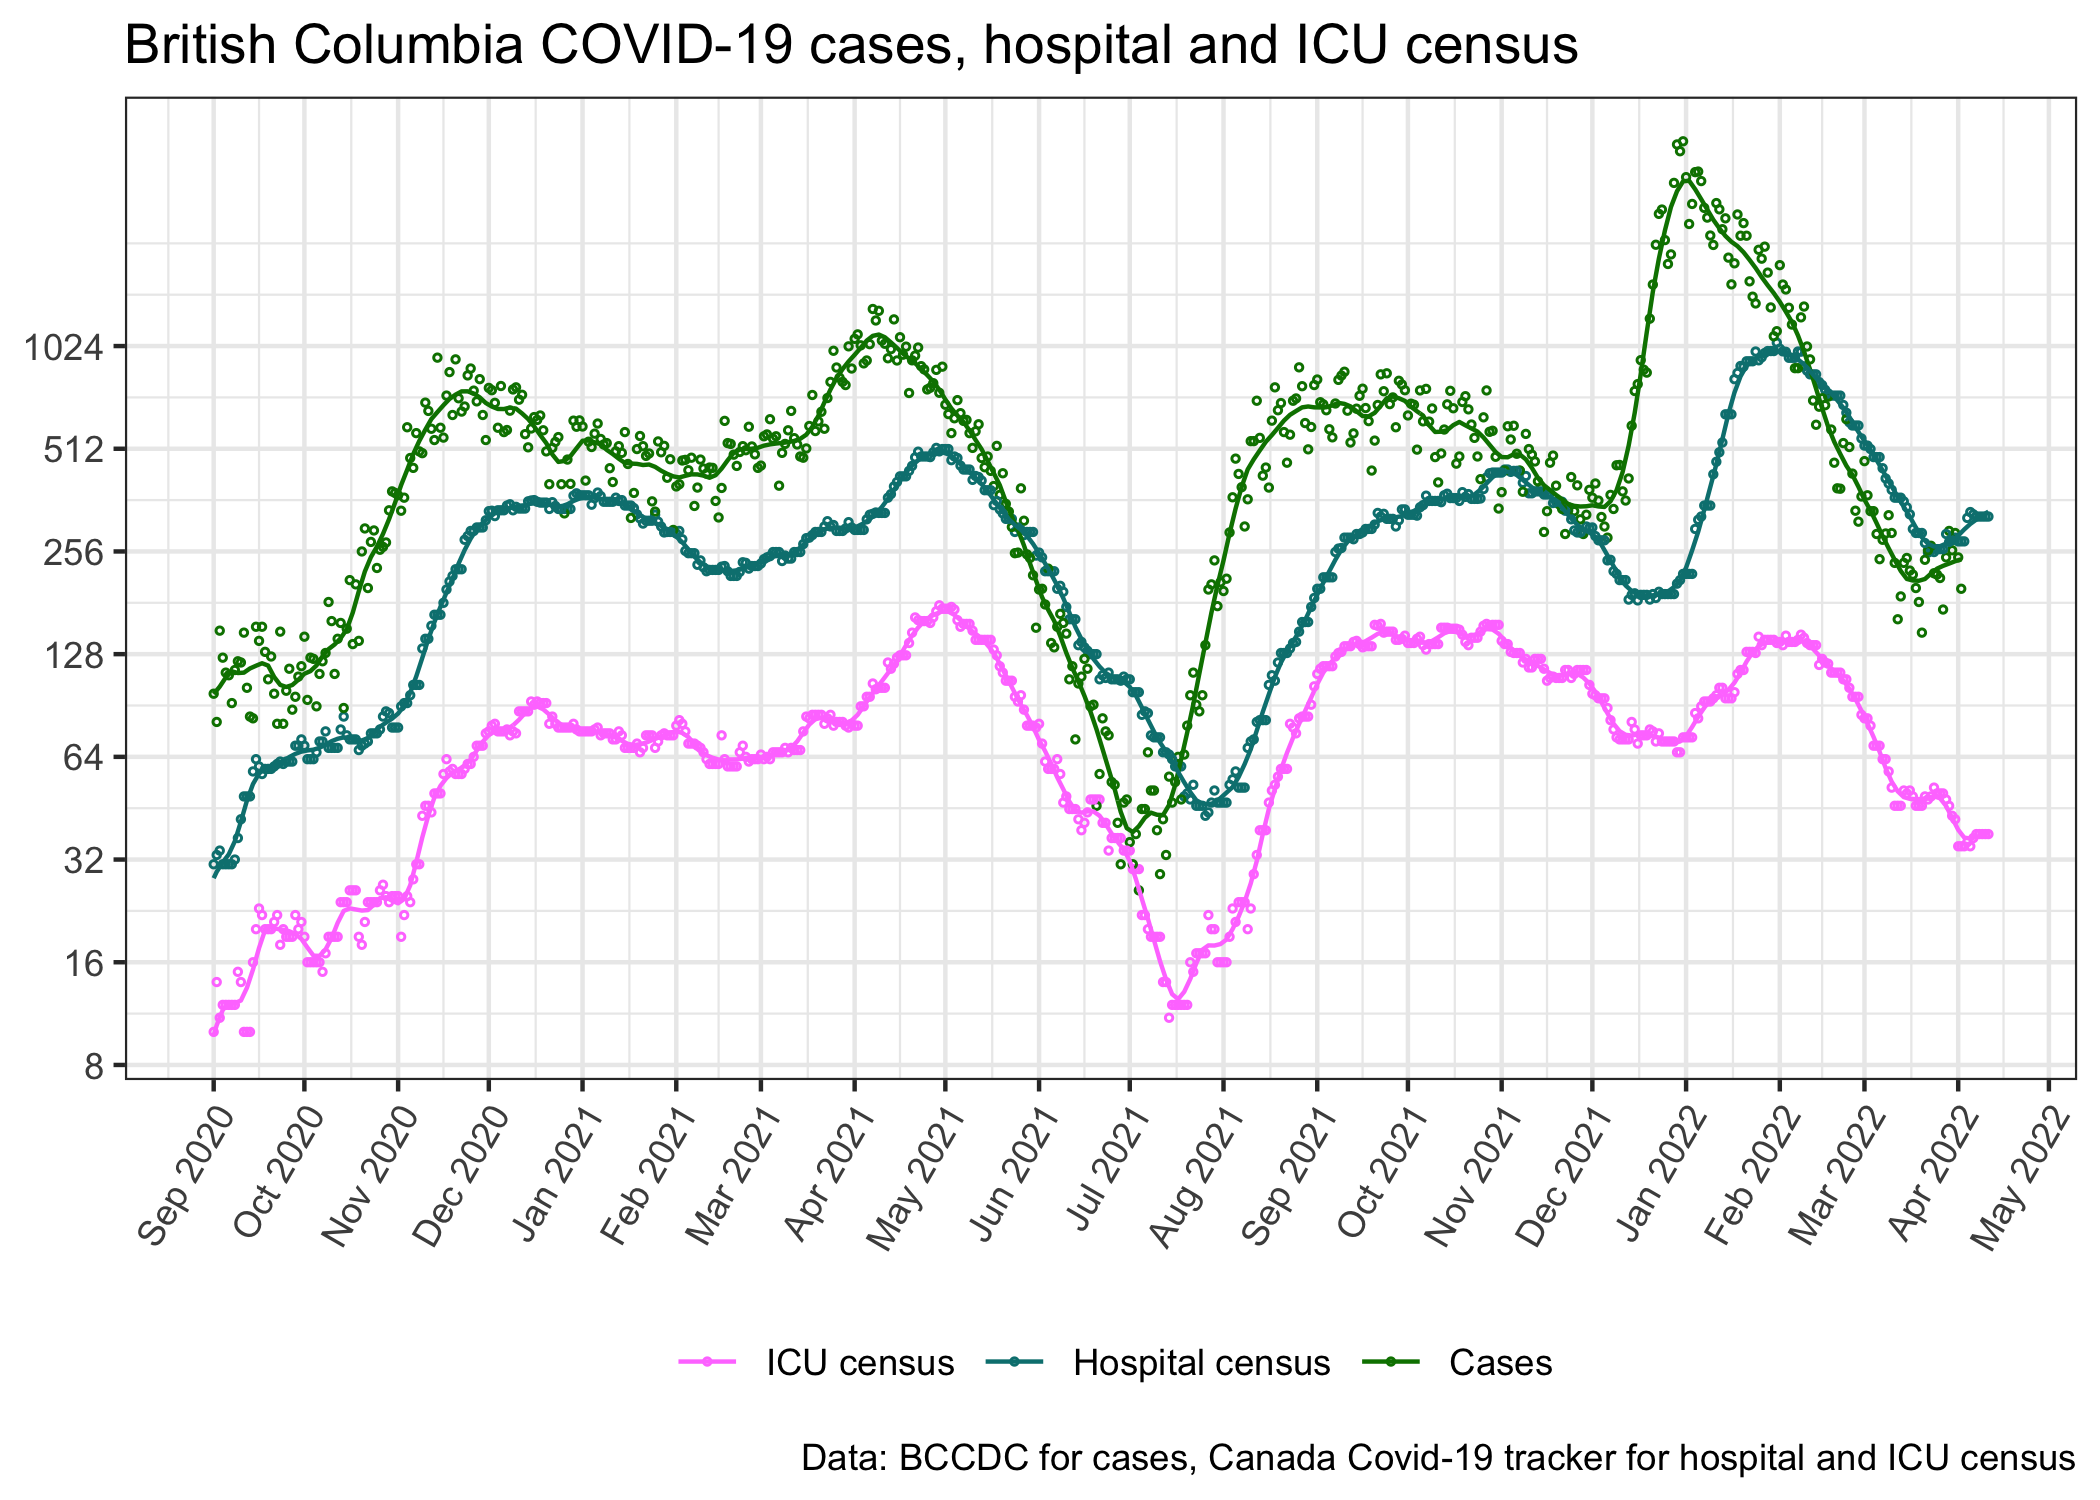 British Columbia COVID-19 cases, hospital and ICU census
1024
512
256
128
64
32
16
8
Sep 2020
Oct 2020
Nov 2020
Dec 2020
Jan 2021
Feb 2021
Mar 2021
Apr 2021
May 2021
Jun 2021
Jul 2021
Aug 2021
Sep 2021
Oct 2021
Nov 2021
Dec 2021
Jan 2022
Feb 2022
Mar 2022
Apr 2022
May 2022
ICU census Hospital census Cases
Data: BCCDC for cases, Canada Covid-19 tracker for hospital and ICU census